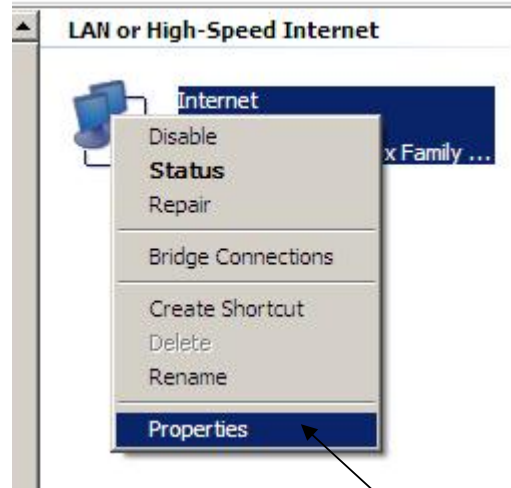 LAN or High-Speed Internet
Internet
Disable
x Family ...
Status
Repair
Bridge Connections
Create Shortcut
Delete
Rename
Properties